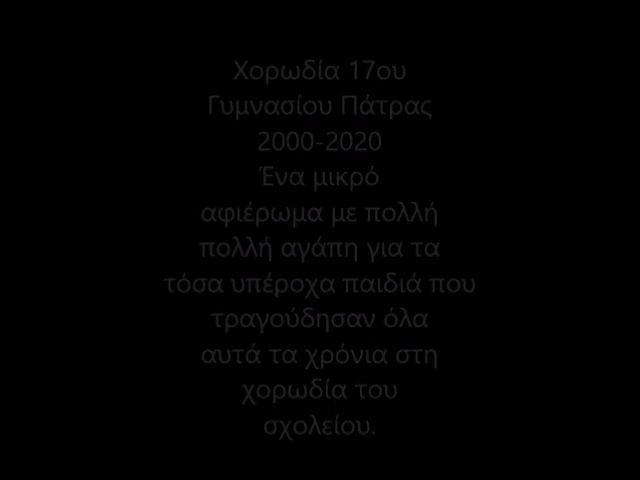 Χορωδία 17ου
Γυμνασίου Πάτρας
2000-2020
Ένα μικρό
αφιέρωμα με πολλή
πολλή αγάπη για τα
τόσα υπέροχα παιδιά που
τραγούδησαν όλα
αυτά τα χρόνια στη
χορωδία του
σχολείου.